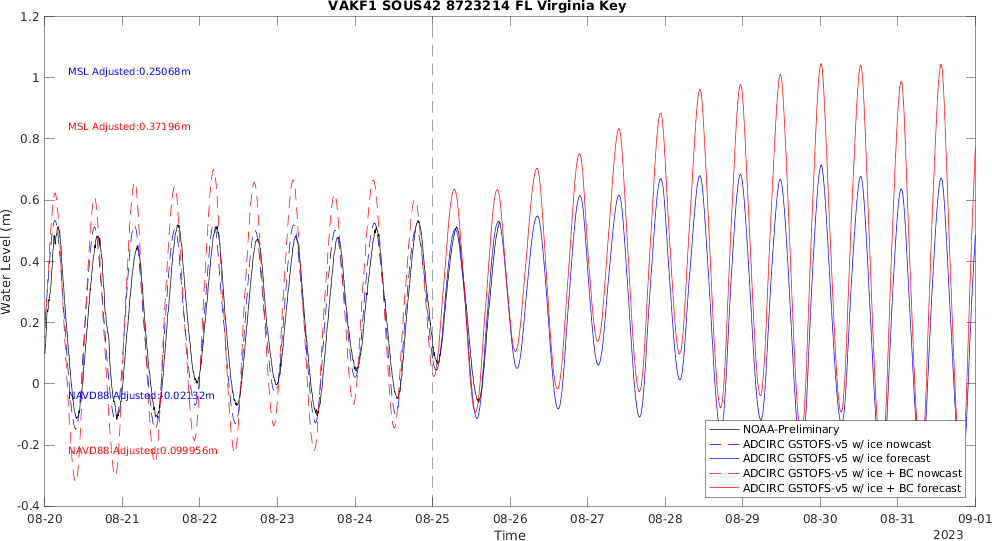 VAKF1 SOUS42 8723214 FL Virginia Key
1.2
1
0.8
0.6
0.4
0.2
0
-0.2
-0.4
Water Level (m)
MSL Adjusted:0.25068m
MSL Adjusted:0.37196m
NAVD88 Adjusted:0.02132m
NAVD88 Adjusted:0.099956m
NOAA-Preliminary
ADCIRC GSTOFS-v5 w/ ice nowcast
ADCIRC GSTOFS-v5 w/ ice forecast
ADCIRC GSTOFS-v5 w/ ice + BC nowcast
ADCIRC GSTOFS-v5 w/ ice + BC forecast
08-20 08-21 08-22 08-23 08-24 08-25 08-26 08-27 08-28 08-29 08-30 08-31 09-01
Time
2023